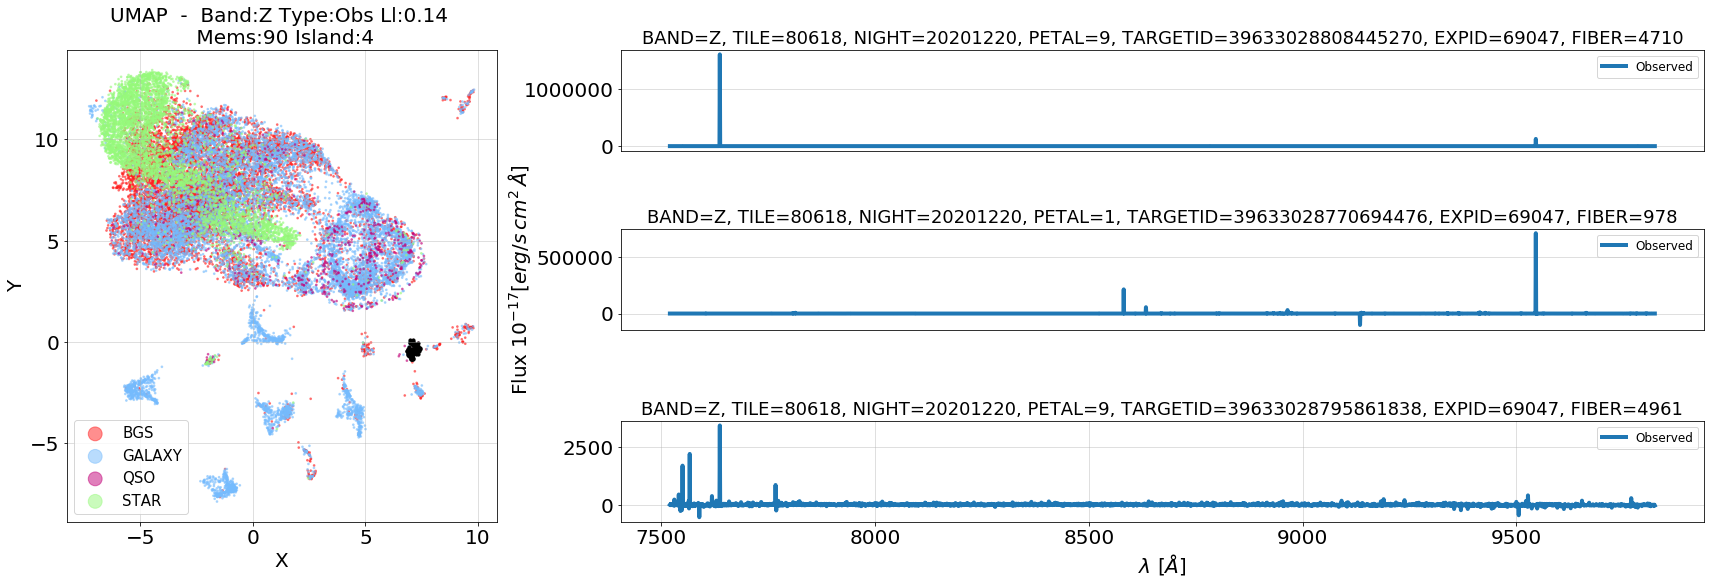 UMAP - Band:Z Type:Obs Ll:0.14
Mems:90 Island:4
Y
10
5
0
−5
BGS
GALAXY
QSO
STAR
−5
0
5
10
X
Flux 10⁻¹⁷[erg/s cm² Å]
BAND=Z, TILE=80618, NIGHT=20201220, PETAL=9, TARGETID=39633028808445270, EXPID=69047, FIBER=4710
1000000
0
Observed
BAND=Z, TILE=80618, NIGHT=20201220, PETAL=1, TARGETID=39633028770694476, EXPID=69047, FIBER=978
500000
0
Observed
BAND=Z, TILE=80618, NIGHT=20201220, PETAL=9, TARGETID=39633028795861838, EXPID=69047, FIBER=4961
2500
0
Observed
7500
8000
8500
9000
9500
λ [Å]